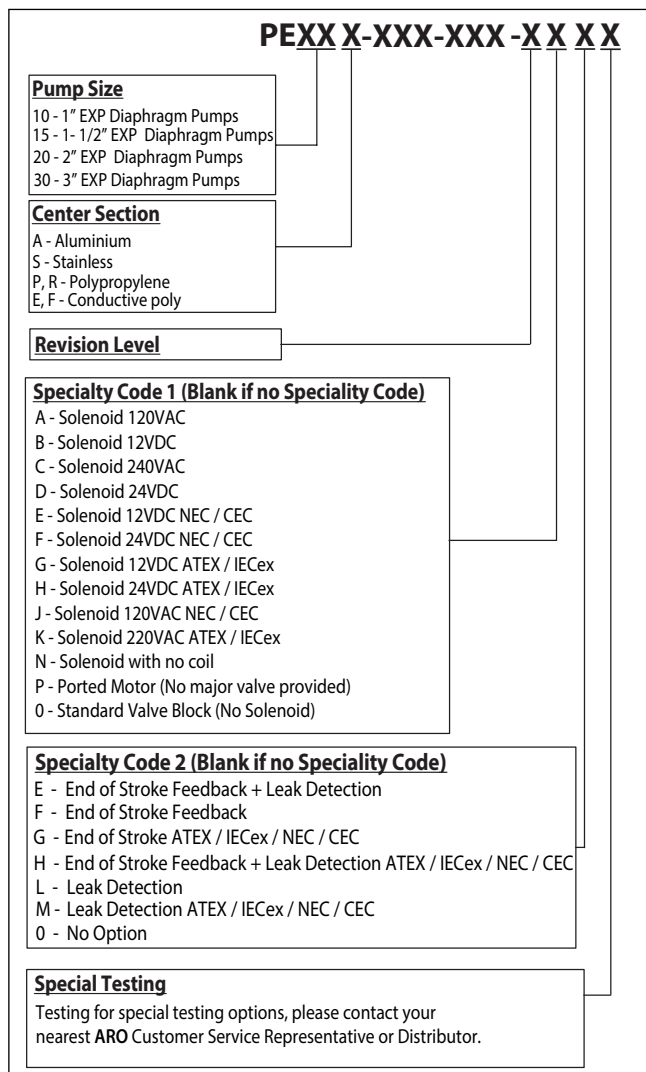 PEXX X-XXX-XXX -X X X X
Pump Size
10 - 1” EXP Diaphragm Pumps
15 - 1- 1/2” EXP Diaphragm Pumps
20 - 2” EXP Diaphragm Pumps
30 - 3” EXP Diaphragm Pumps
Center Section
A - Aluminium
S - Stainless
P, R - Polypropylene
E, F - Conductive poly
Revision Level
Specialty Code 1 (Blank if no Speciality Code)
A - Solenoid 120VAC
B - Solenoid 12VDC
C - Solenoid 240VAC
D - Solenoid 24VDC
E - Solenoid 12VDC NEC / CEC
F - Solenoid 24VDC NEC / CEC
G - Solenoid 12VDC ATEX / IECex
H - Solenoid 24VDC ATEX / IECex
J - Solenoid 120VAC NEC / CEC
K - Solenoid 220VAC ATEX / IECex
N - Solenoid with no coil
P - Ported Motor (No major valve provided)
0 - Standard Valve Block (No Solenoid)
Specialty Code 2 (Blank if no Speciality Code)
E - End of Stroke Feedback + Leak Detection
F - End of Stroke Feedback
G - End of Stroke ATEX / IECex / NEC / CEC
H - End of Stroke Feedback + Leak Detection ATEX / IECex / NEC / CEC
L - Leak Detection
M - Leak Detection ATEX / IECex / NEC / CEC
0 - No Option
Special Testing
Testing for special testing options, please contact your
nearest ARO Customer Service Representative or Distributor.